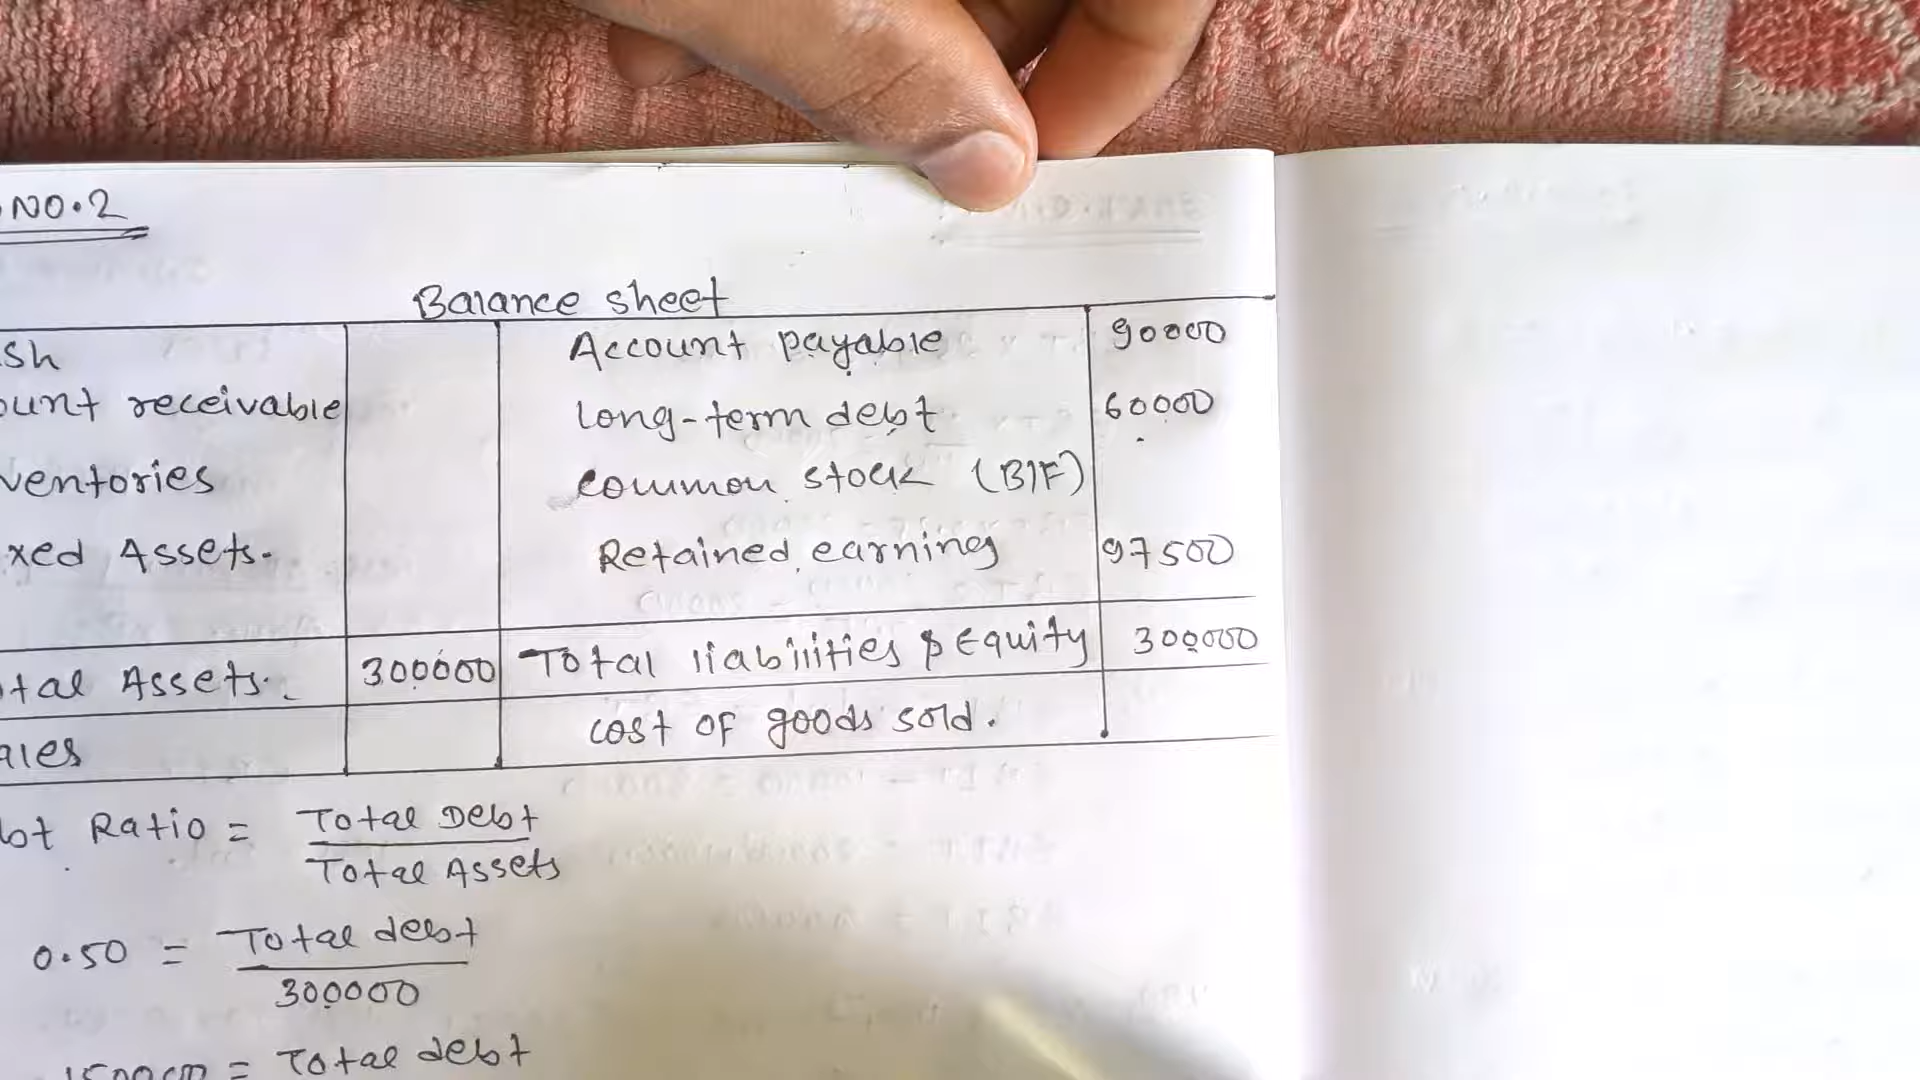 NO.2
Balance sheet
sh Account payable 90000
ount receivable long-term debt 60000
ventories common stock (B/F)
xed Assets. Retained earning 97500
tal Assets. 300000 Total liabilities & Equity 300000
ales cost of goods sold.
bt Ratio = Total Debt
Total Assets
0.50 = Total debt
300000
= Total debt